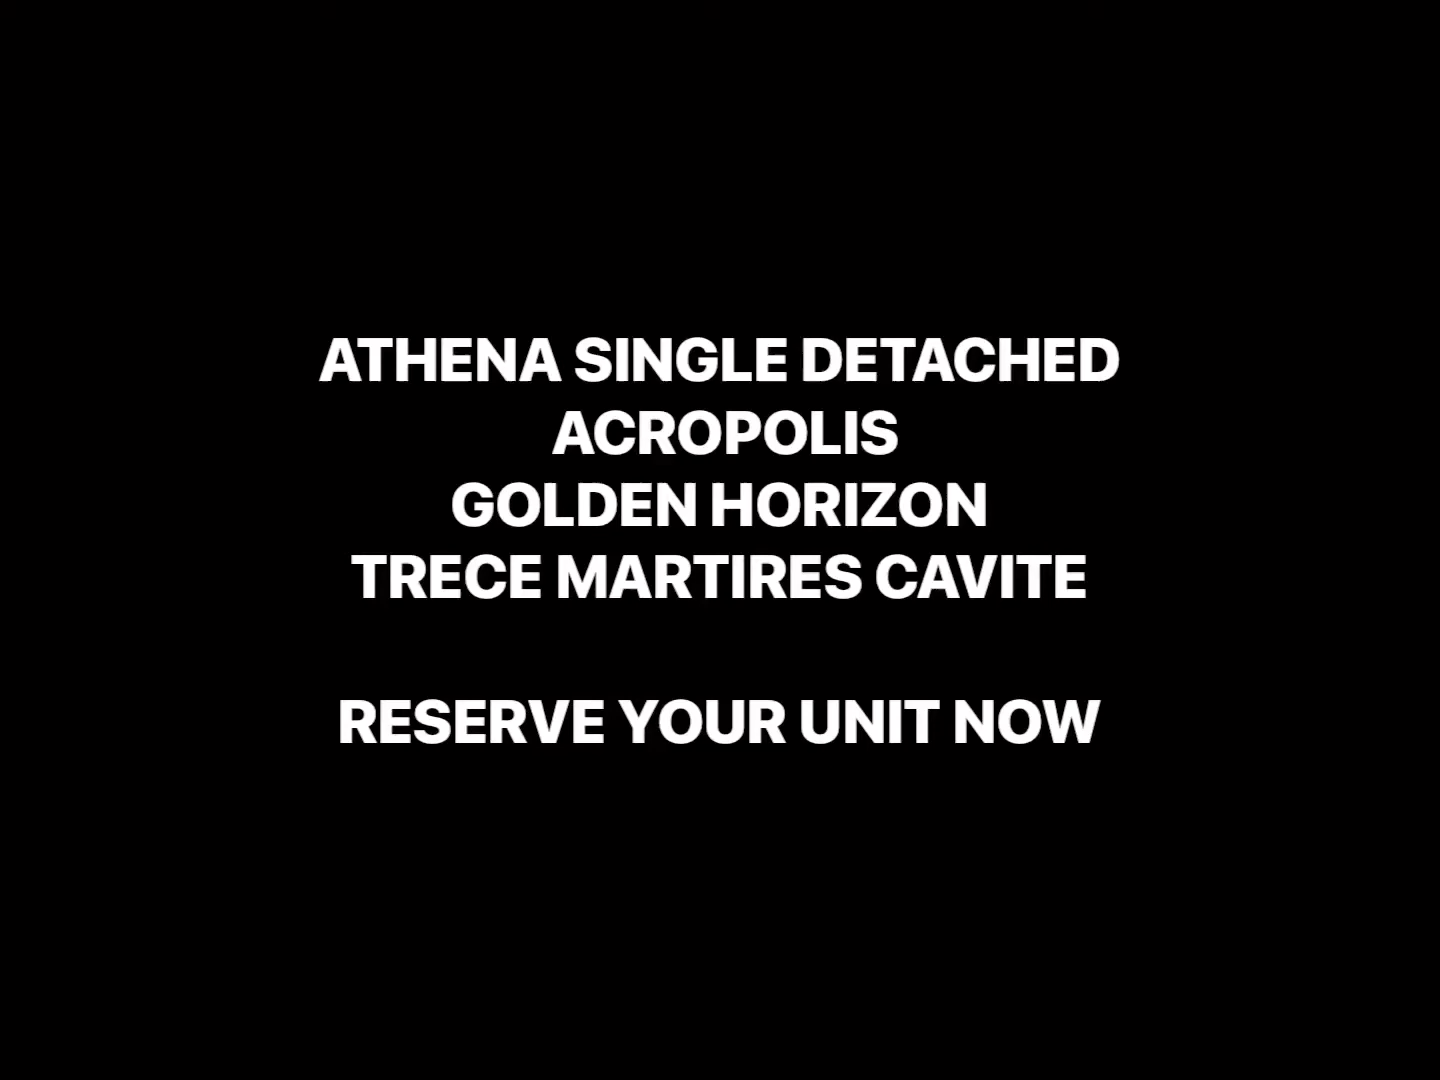 ATHENA SINGLE DETACHED
ACROPOLIS
GOLDEN HORIZON
TRECE MARTIRES CAVITE
RESERVE YOUR UNIT NOW